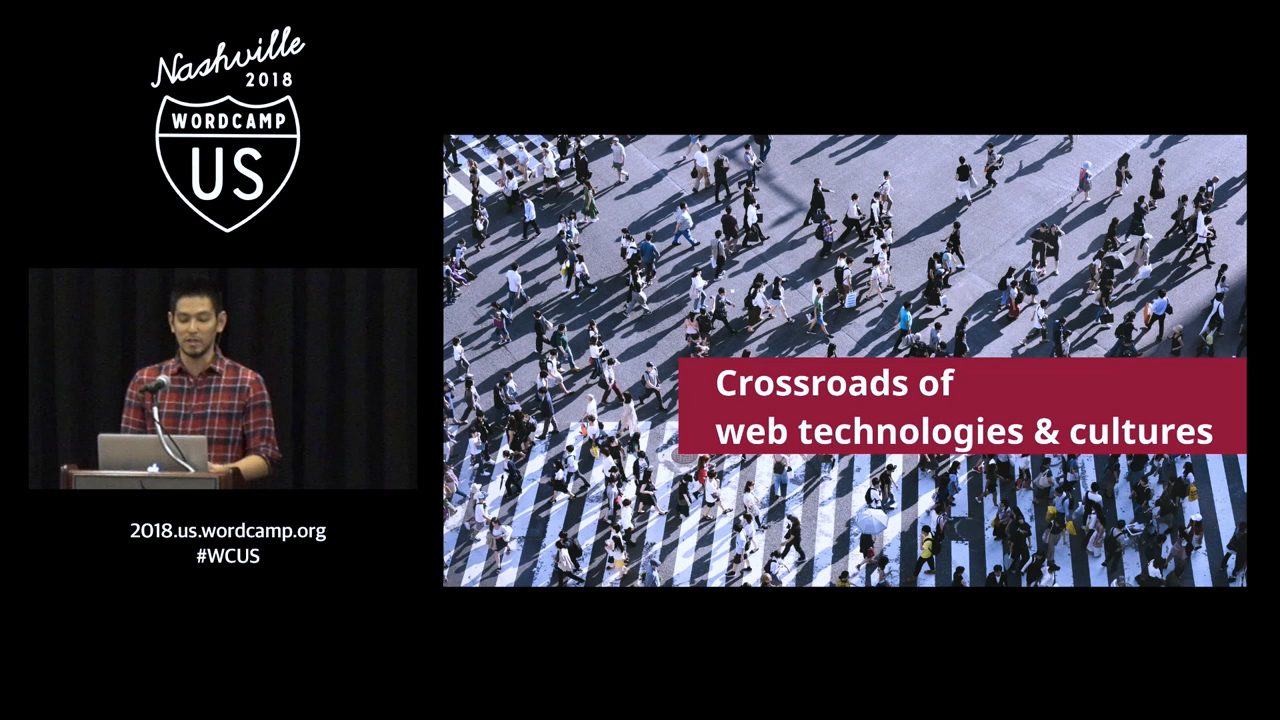 Nashville
2018
WORDCAMP
US
2018.us.wordcamp.org
#WCUS
Crossroads of
web technologies & cultures